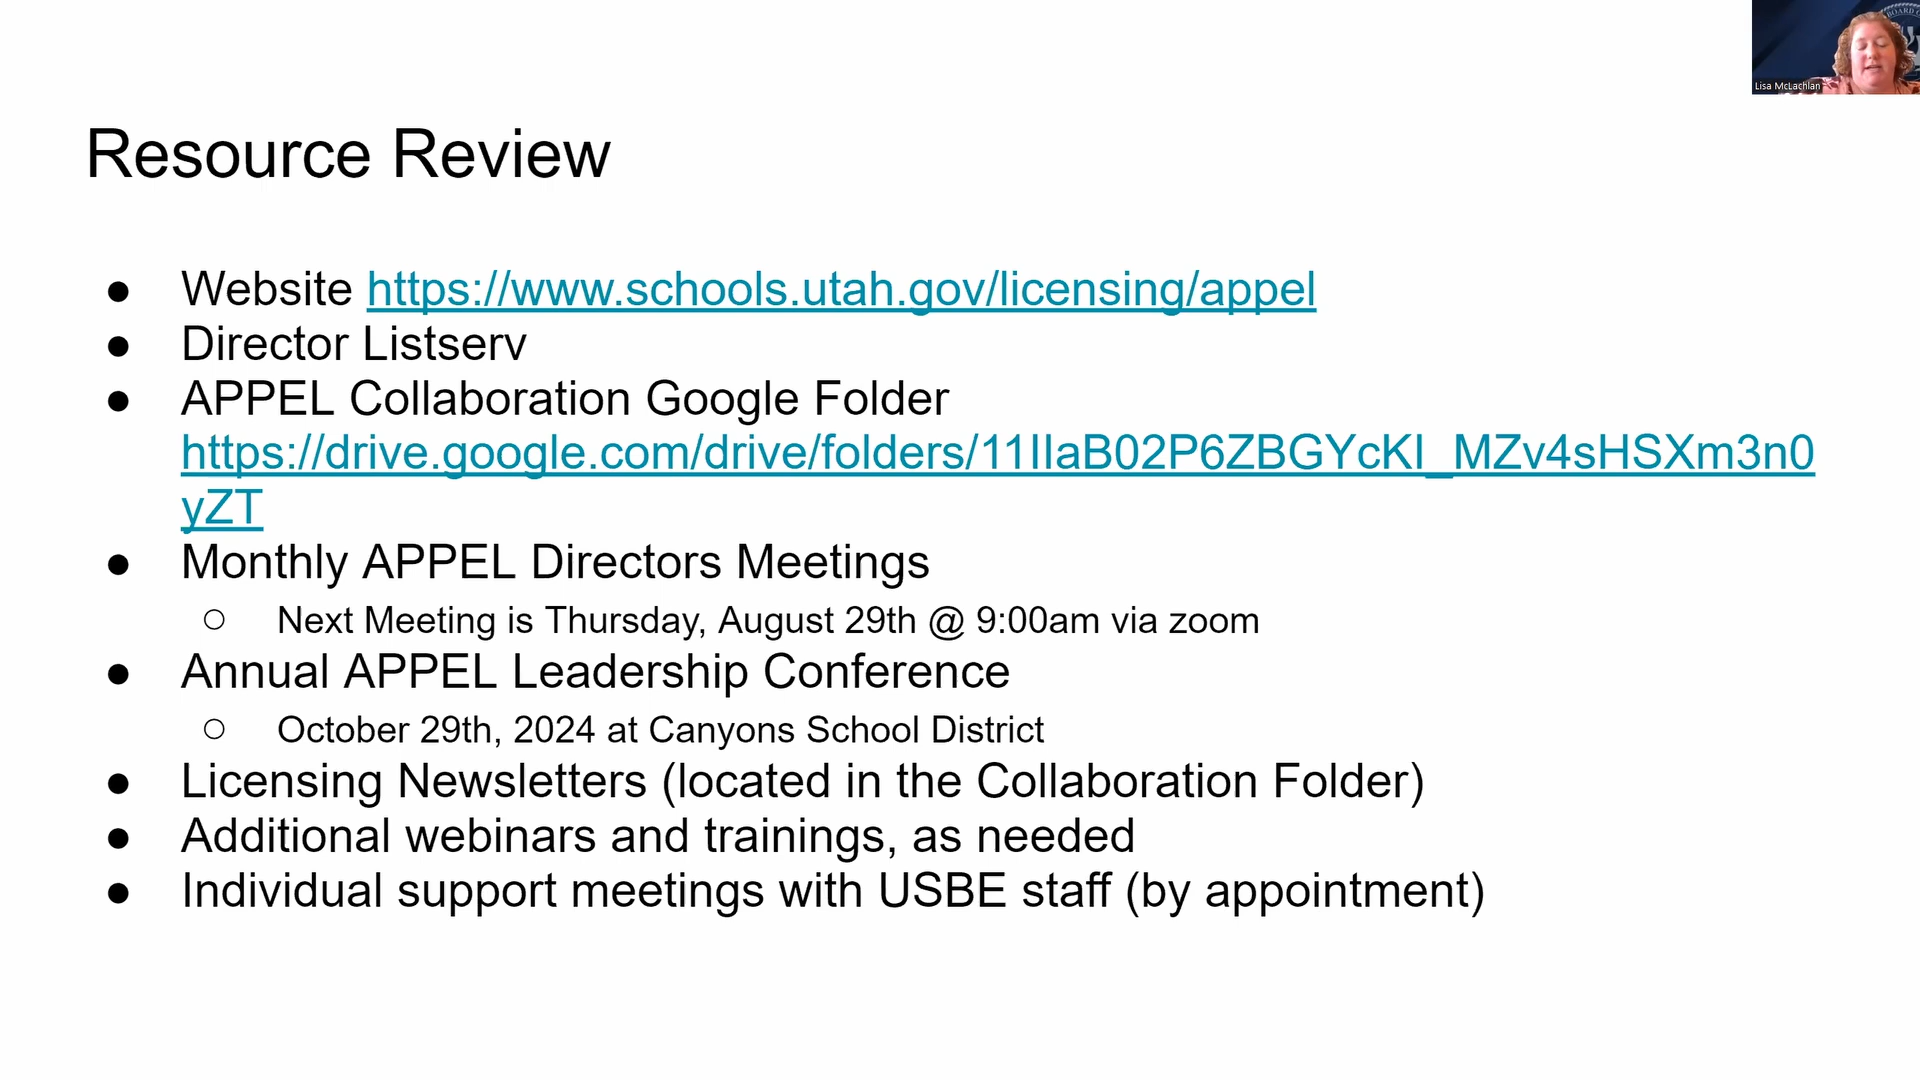 BOARD
Lisa McLachlan
Resource Review
● Website https://www.schools.utah.gov/licensing/appel
● Director Listserv
● APPEL Collaboration Google Folder
https://drive.google.com/drive/folders/11IIaB02P6ZBGYcKI_MZv4sHSXm3n0
yZT
● Monthly APPEL Directors Meetings
○ Next Meeting is Thursday, August 29th @ 9:00am via zoom
● Annual APPEL Leadership Conference
○ October 29th, 2024 at Canyons School District
● Licensing Newsletters (located in the Collaboration Folder)
● Additional webinars and trainings, as needed
● Individual support meetings with USBE staff (by appointment)